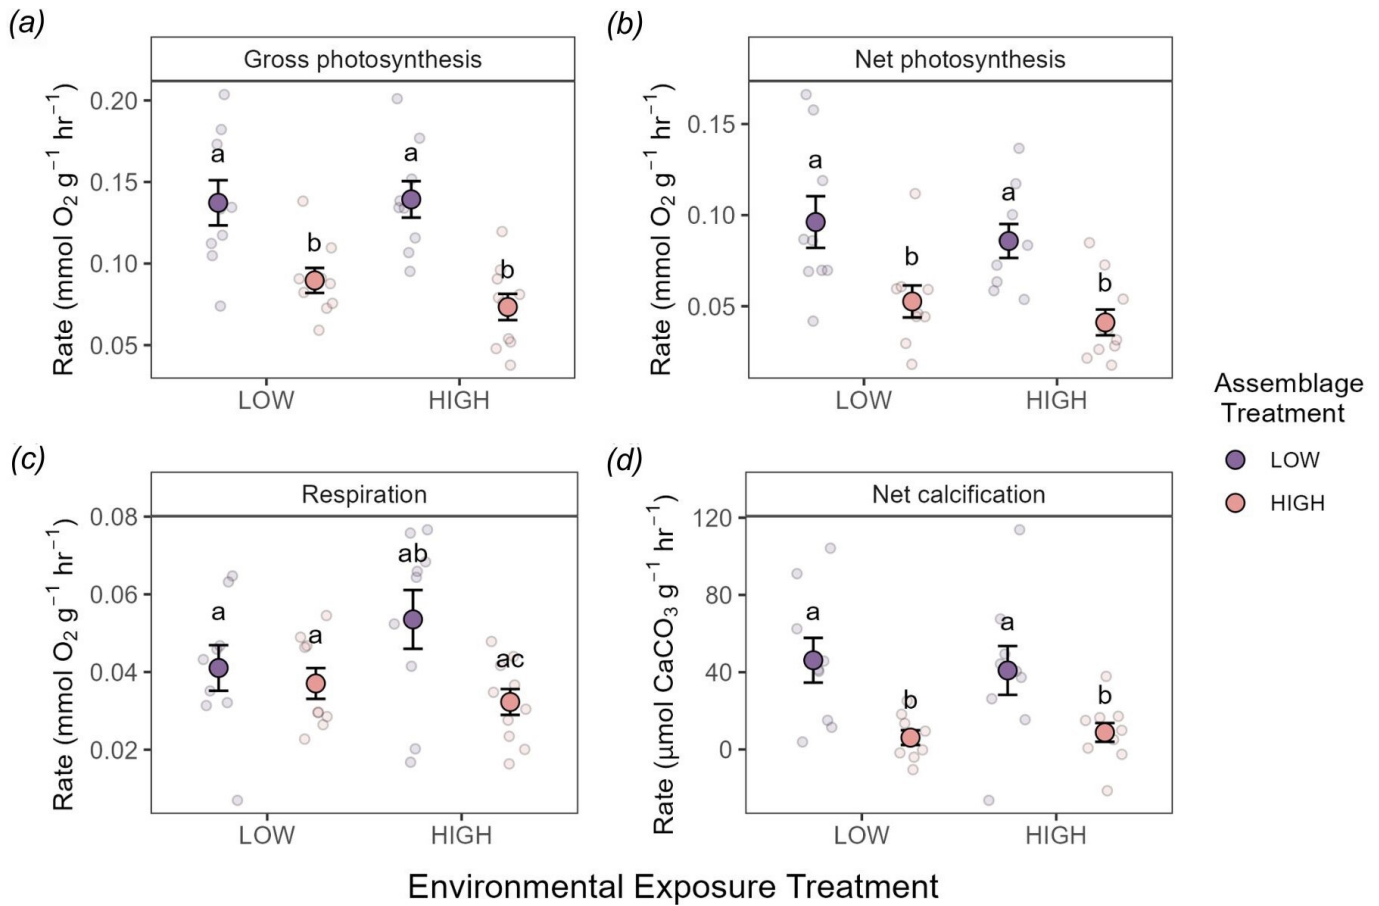 (a)
Gross photosynthesis
Rate (mmol O₂ g⁻¹ hr⁻¹)
0.20
0.15
0.10
0.05
a
b
a
b
LOW
HIGH
(b)
Net photosynthesis
Rate (mmol O₂ g⁻¹ hr⁻¹)
0.15
0.10
0.05
a
b
a
b
LOW
HIGH
(c)
Respiration
Rate (mmol O₂ g⁻¹ hr⁻¹)
0.08
0.06
0.04
0.02
a
a
ab
ac
LOW
HIGH
(d)
Net calcification
Rate (μmol CaCO₃ g⁻¹ hr⁻¹)
120
80
40
0
a
b
a
b
LOW
HIGH
Assemblage
Treatment
LOW
HIGH
Environmental Exposure Treatment